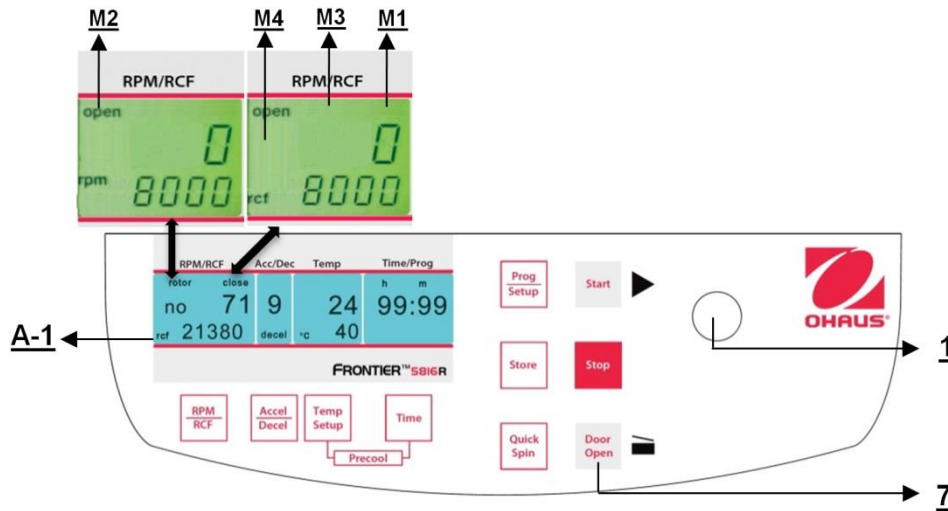 M2
M4
M3
M1
RPM/RCF
RPM/RCF
open
0
rpm 8000
open
0
rcf 8000
RPM/RCF Acc/Dec Temp Time/Prog
rotor close h m
no 71 9 24 99:99
rcf 21380 decel °C 40
A-1
FRONTIER™5816R
RPM
RCF
Accel
Decel
Temp
Setup
Time
Precool
Prog
Setup
Start
Store
Stop
Quick
Spin
Door
Open
OHAUS®
1
7